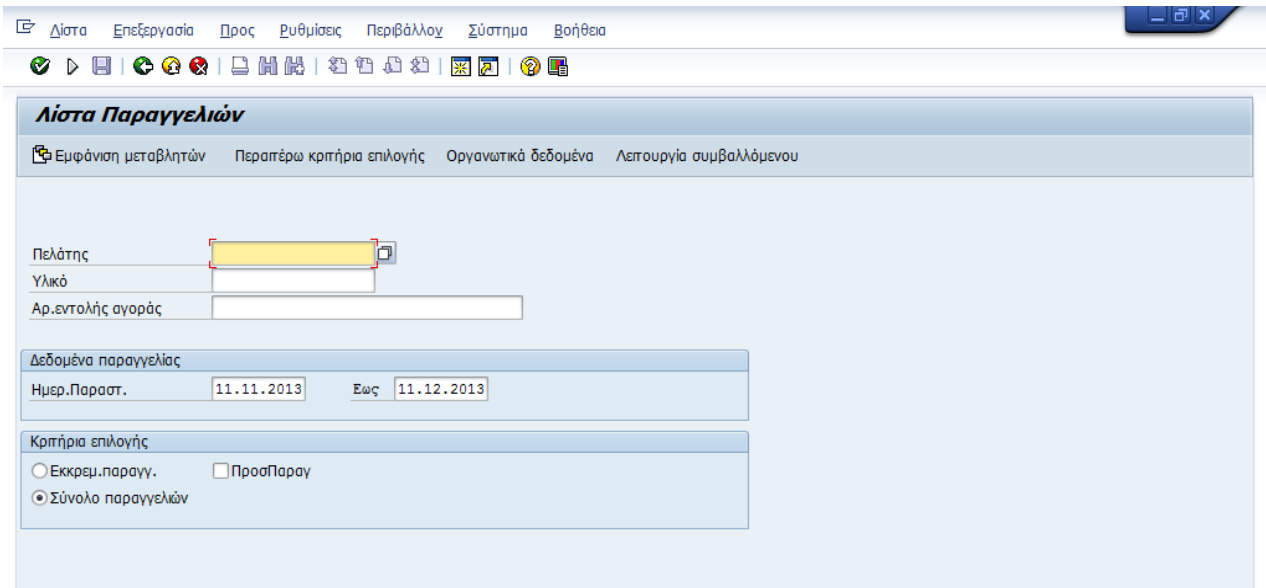 Λίστα Επεξεργασία Προς Ρυθμίσεις Περιβάλλον Σύστημα Βοήθεια
Λίστα Παραγγελιών
Εμφάνιση μεταβλητών Περαιτέρω κριτήρια επιλογής Οργανωτικά δεδομένα Λειτουργία συμβαλλόμενου
Πελάτης
Υλικό
Αρ.εντολής αγοράς
Δεδομένα παραγγελίας
Ημερ.Παραστ. 11.11.2013 Εως 11.12.2013
Κριτήρια επιλογής
Εκκρεμ.παραγγ. ΠροσΠαραγ
Σύνολο παραγγελιών